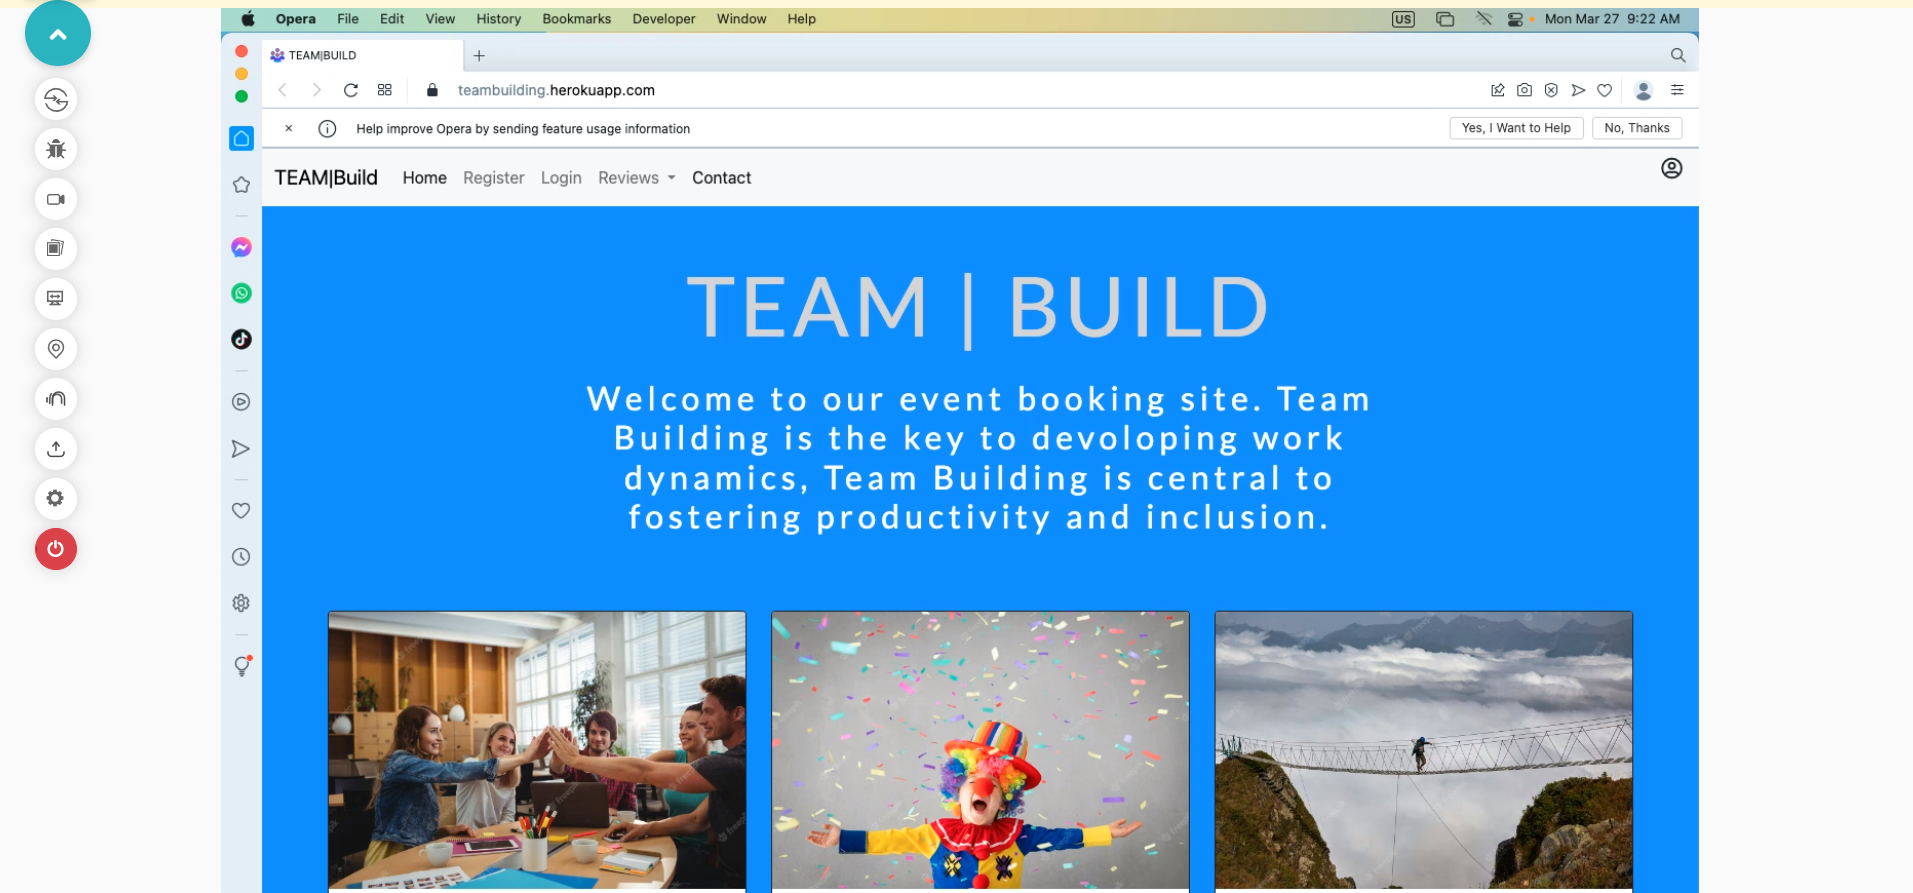 Opera File Edit View History Bookmarks Developer Window Help US Mon Mar 27 9:22 AM
TEAM|BUILD
teambuilding.herokuapp.com
Help improve Opera by sending feature usage information Yes, I Want to Help No, Thanks
TEAM|Build Home Register Login Reviews Contact
TEAM | BUILD
Welcome to our event booking site. Team
Building is the key to devoloping work
dynamics, Team Building is central to
fostering productivity and inclusion.